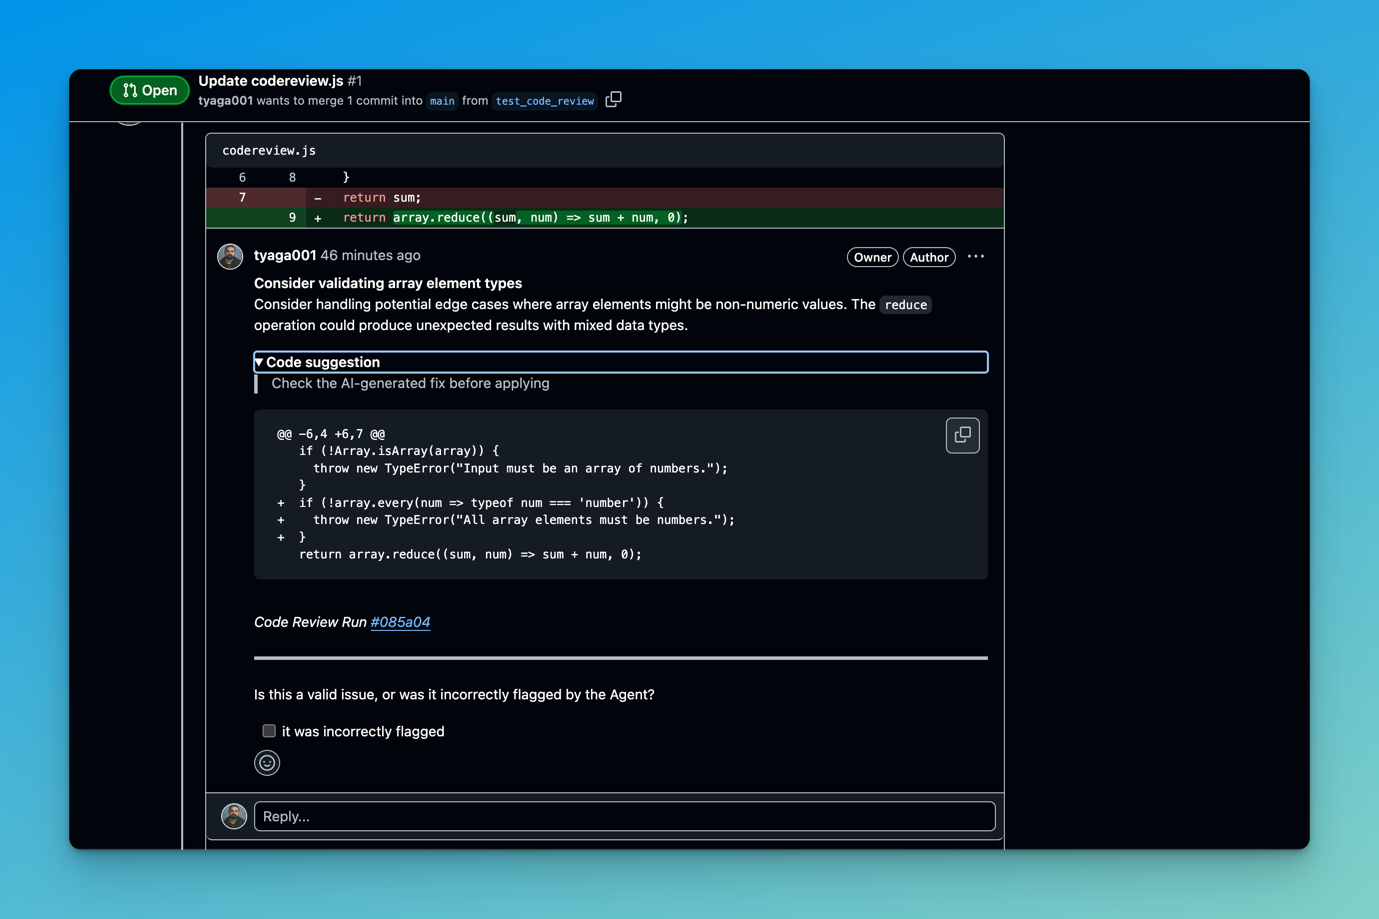 Open
Update codereview.js #1
tyaga001 wants to merge 1 commit into main from test_code_review
codereview.js
6 8 }
7 - return sum;
9 + return array.reduce((sum, num) => sum + num, 0);
tyaga001 46 minutes ago
Owner Author ...
Consider validating array element types
Consider handling potential edge cases where array elements might be non-numeric values. The reduce
operation could produce unexpected results with mixed data types.
▼ Code suggestion
Check the AI-generated fix before applying
@@ -6,4 +6,7 @@
if (!Array.isArray(array)) {
throw new TypeError("Input must be an array of numbers.");
}
+ if (!array.every(num => typeof num === 'number')) {
+ throw new TypeError("All array elements must be numbers.");
+ }
return array.reduce((sum, num) => sum + num, 0);
Code Review Run #085a04
Is this a valid issue, or was it incorrectly flagged by the Agent?
it was incorrectly flagged
Reply...